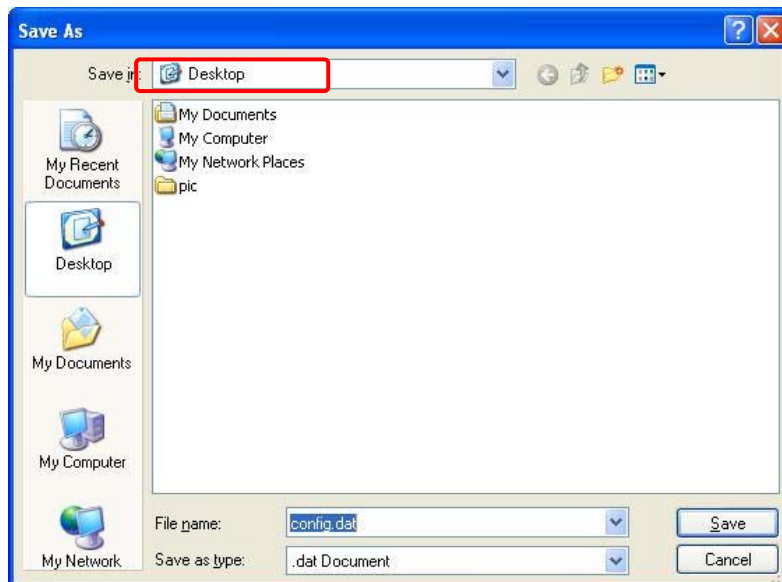 Save As
Save in: Desktop
My Documents
My Computer
My Network Places
pic
My Recent
Documents
Desktop
My Documents
My Computer
My Network
File name: config.dat
Save as type: .dat Document
Save
Cancel